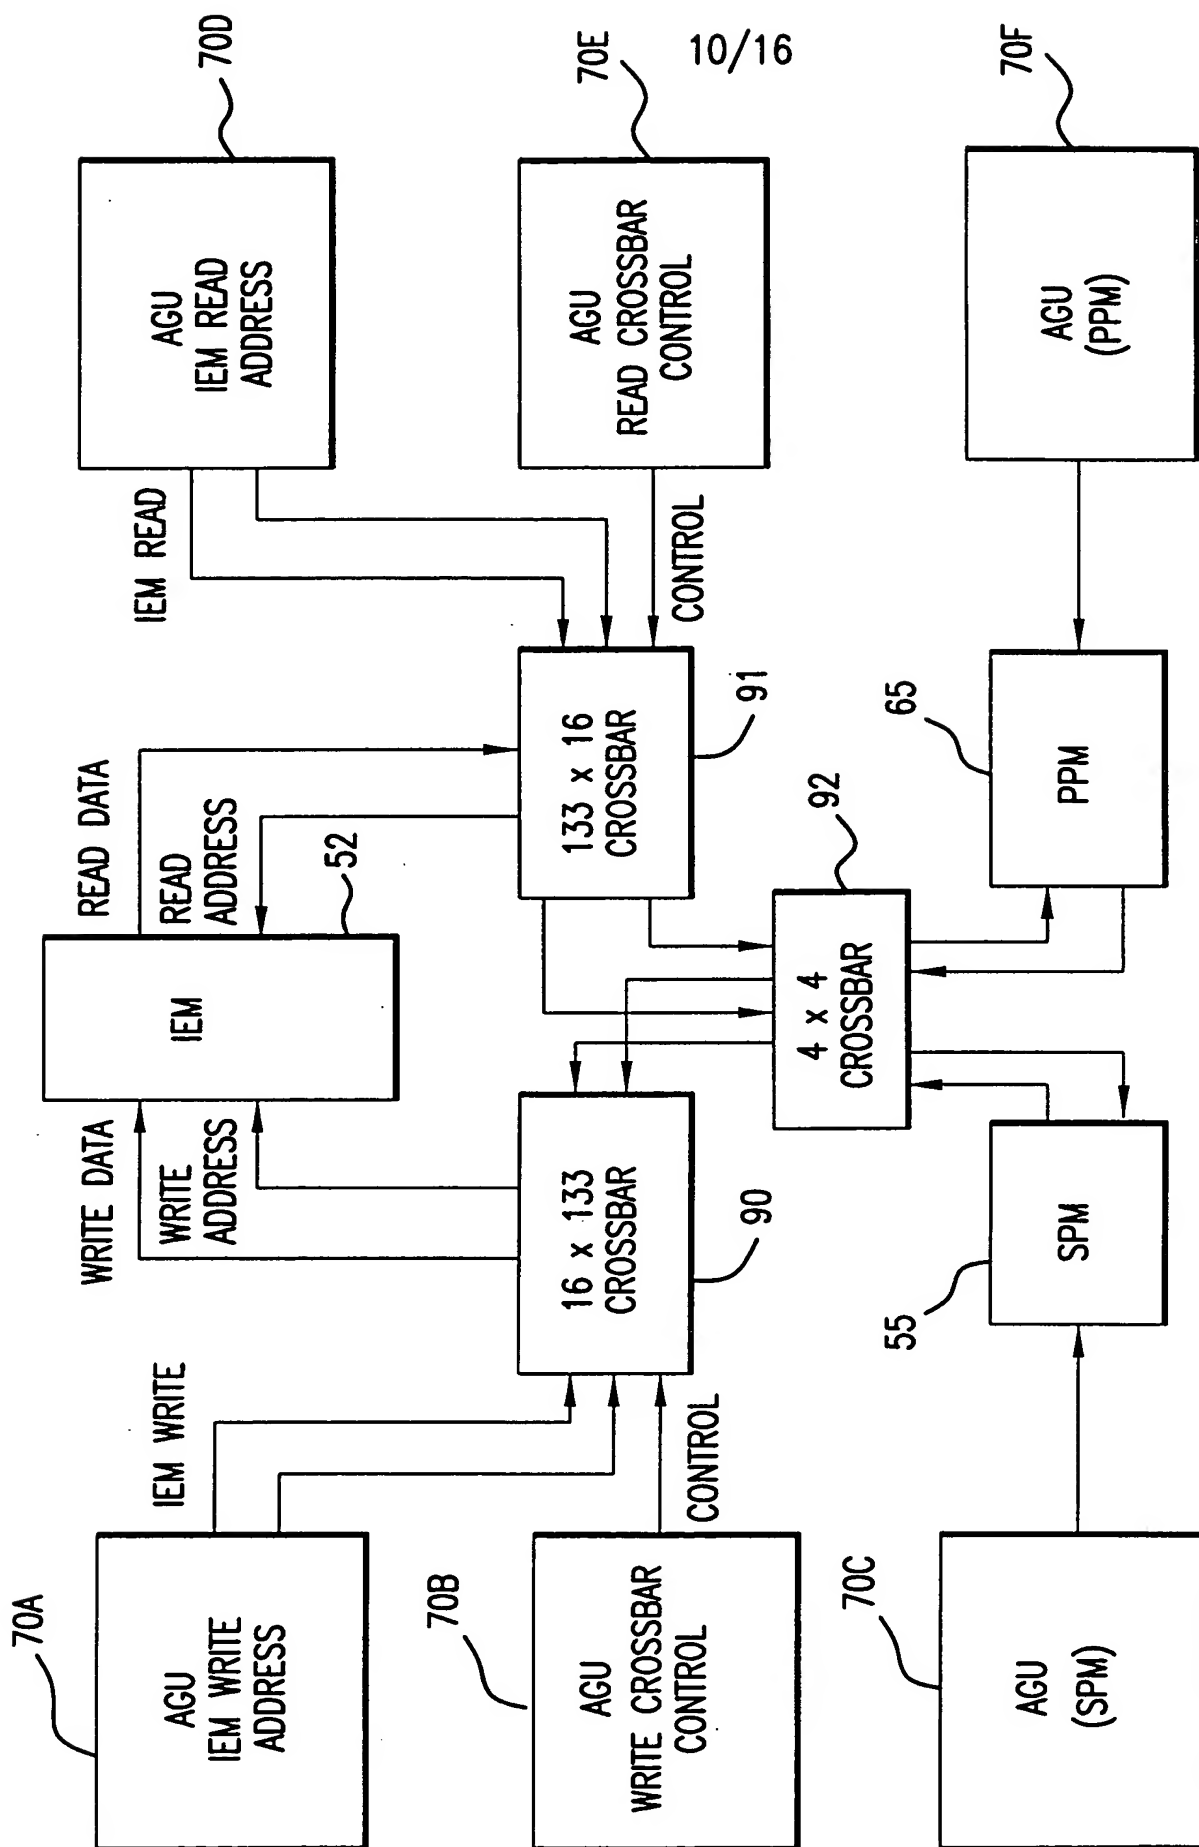 10/16
70A
AGU
IEM WRITE
ADDRESS
IEM WRITE
WRITE DATA
WRITE
ADDRESS
IEM
52
READ DATA
READ
ADDRESS
IEM READ
AGU
IEM READ
ADDRESS
70D
70B
AGU
WRITE CROSSBAR
CONTROL
CONTROL
16 x 133
CROSSBAR
90
133 x 16
CROSSBAR
91
CONTROL
AGU
READ CROSSBAR
CONTROL
70E
4 x 4
CROSSBAR
92
70C
AGU
(SPM)
55
SPM
PPM
65
AGU
(PPM)
70F